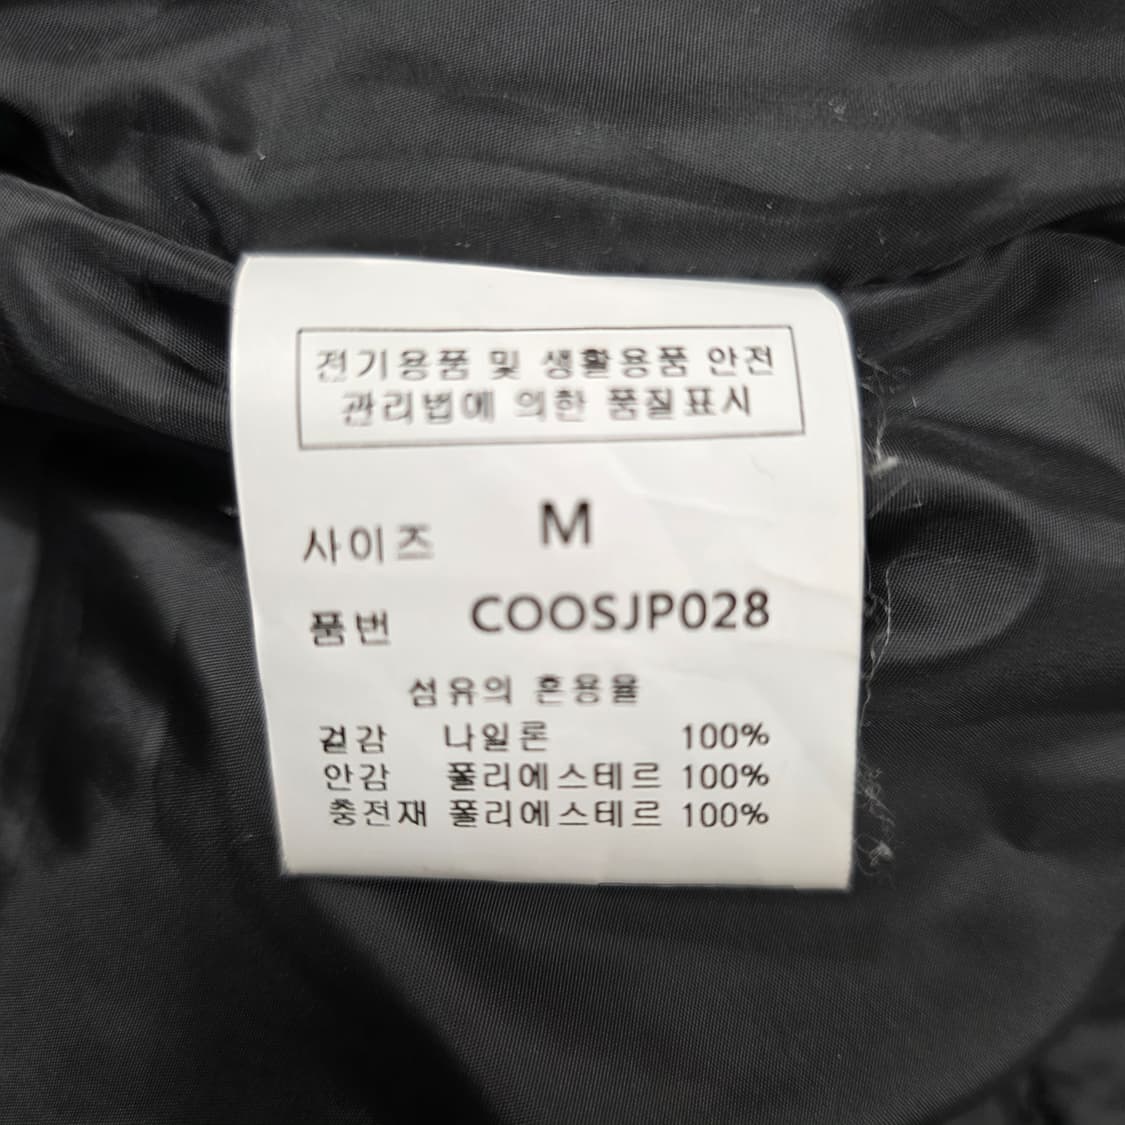 전기용품 및 생활용품 안전
관리법에 의한 품질표시
사이즈 M
품번 COOSJP028
섬유의 혼용율
겉감 나일론 100%
안감 폴리에스테르 100%
충전재 폴리에스테르 100%